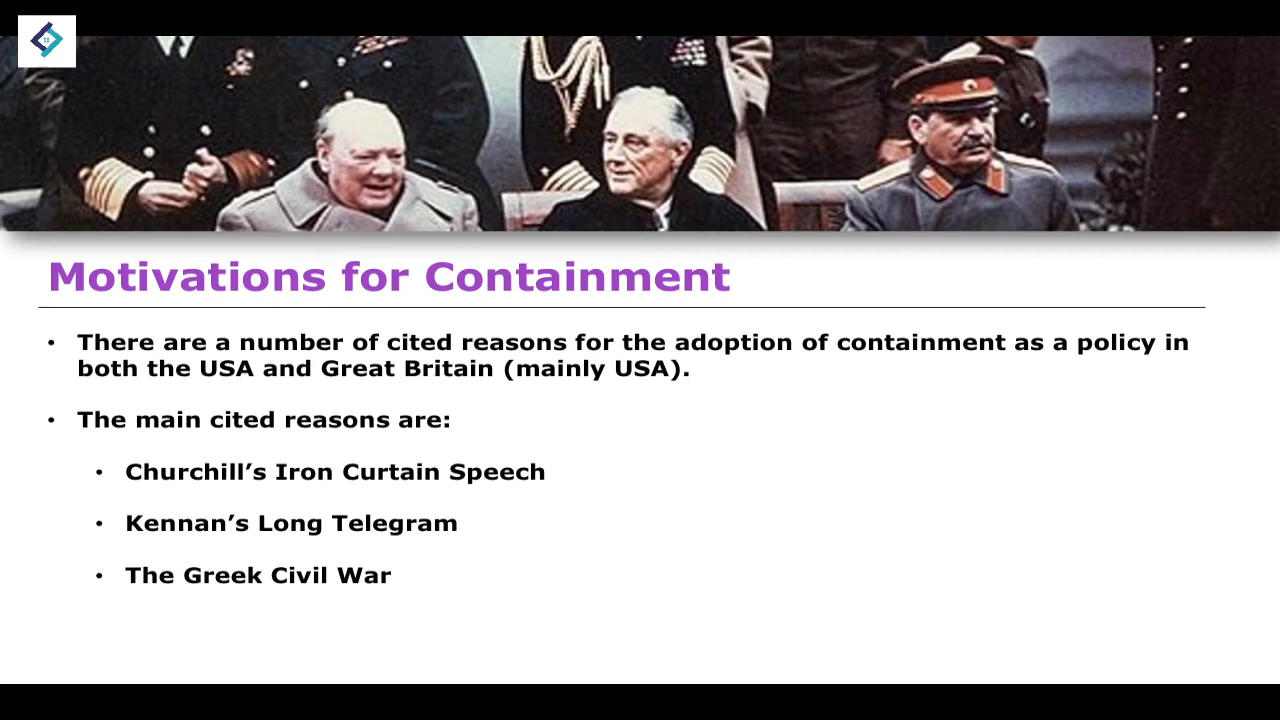 Motivations for Containment
• There are a number of cited reasons for the adoption of containment as a policy in
both the USA and Great Britain (mainly USA).
• The main cited reasons are:
• Churchill’s Iron Curtain Speech
• Kennan’s Long Telegram
• The Greek Civil War